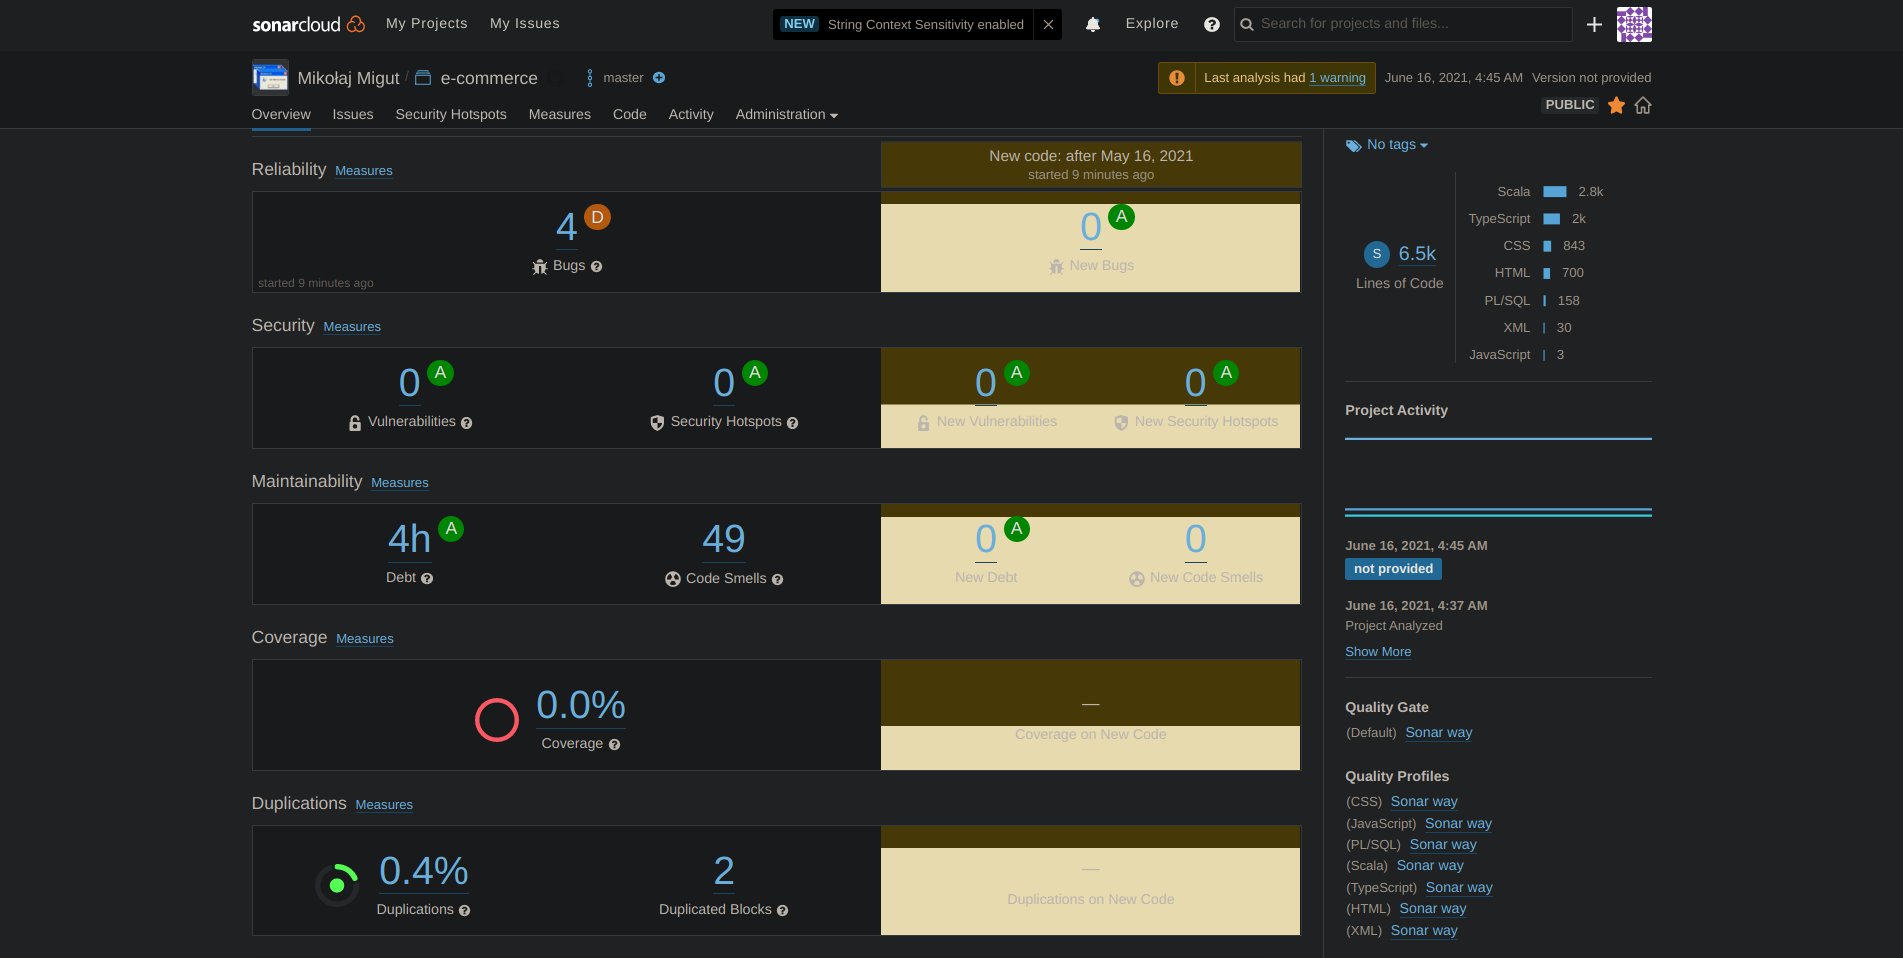 sonarcloud My Projects My Issues NEW String Context Sensitivity enabled Explore Search for projects and files...
Mikołaj Migut / e-commerce master Last analysis had 1 warning June 16, 2021, 4:45 AM Version not provided
PUBLIC
Overview Issues Security Hotspots Measures Code Activity Administration
Reliability Measures
New code: after May 16, 2021
started 9 minutes ago
4 D
Bugs
started 9 minutes ago
0 A
New Bugs
Security Measures
0 A
Vulnerabilities
0 A
Security Hotspots
0 A
New Vulnerabilities
0 A
New Security Hotspots
Maintainability Measures
4h A
Debt
49
Code Smells
0 A
New Debt
0
New Code Smells
Coverage Measures
0.0%
Coverage
—
Coverage on New Code
Duplications Measures
0.4%
Duplications
2
Duplicated Blocks
—
Duplications on New Code
No tags
S 6.5k
Lines of Code
Scala 2.8k
TypeScript 2k
CSS 843
HTML 700
PL/SQL 158
XML 30
JavaScript 3
Project Activity
June 16, 2021, 4:45 AM
not provided
June 16, 2021, 4:37 AM
Project Analyzed
Show More
Quality Gate
(Default) Sonar way
Quality Profiles
(CSS) Sonar way
(JavaScript) Sonar way
(PL/SQL) Sonar way
(Scala) Sonar way
(TypeScript) Sonar way
(HTML) Sonar way
(XML) Sonar way